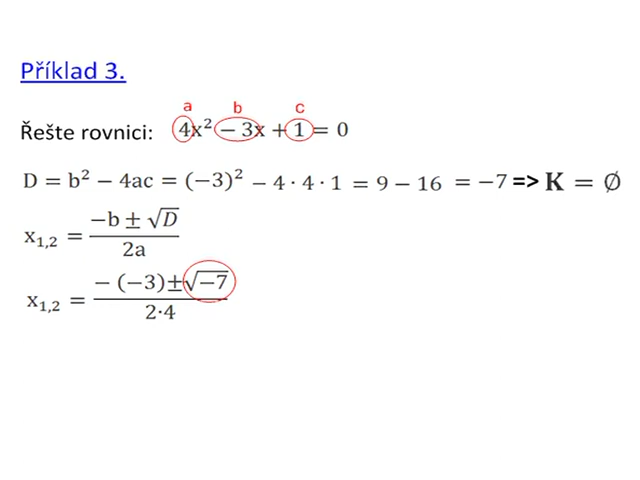 Příklad 3.
a b c
Řešte rovnici: 4x² − 3x + 1 = 0
D = b² − 4ac = (−3)² − 4 · 4 · 1 = 9 − 16 = −7 => K = ∅
x₁,₂ = (−b ± √D) / 2a
x₁,₂ = (− (−3) ± √−7) / 2·4